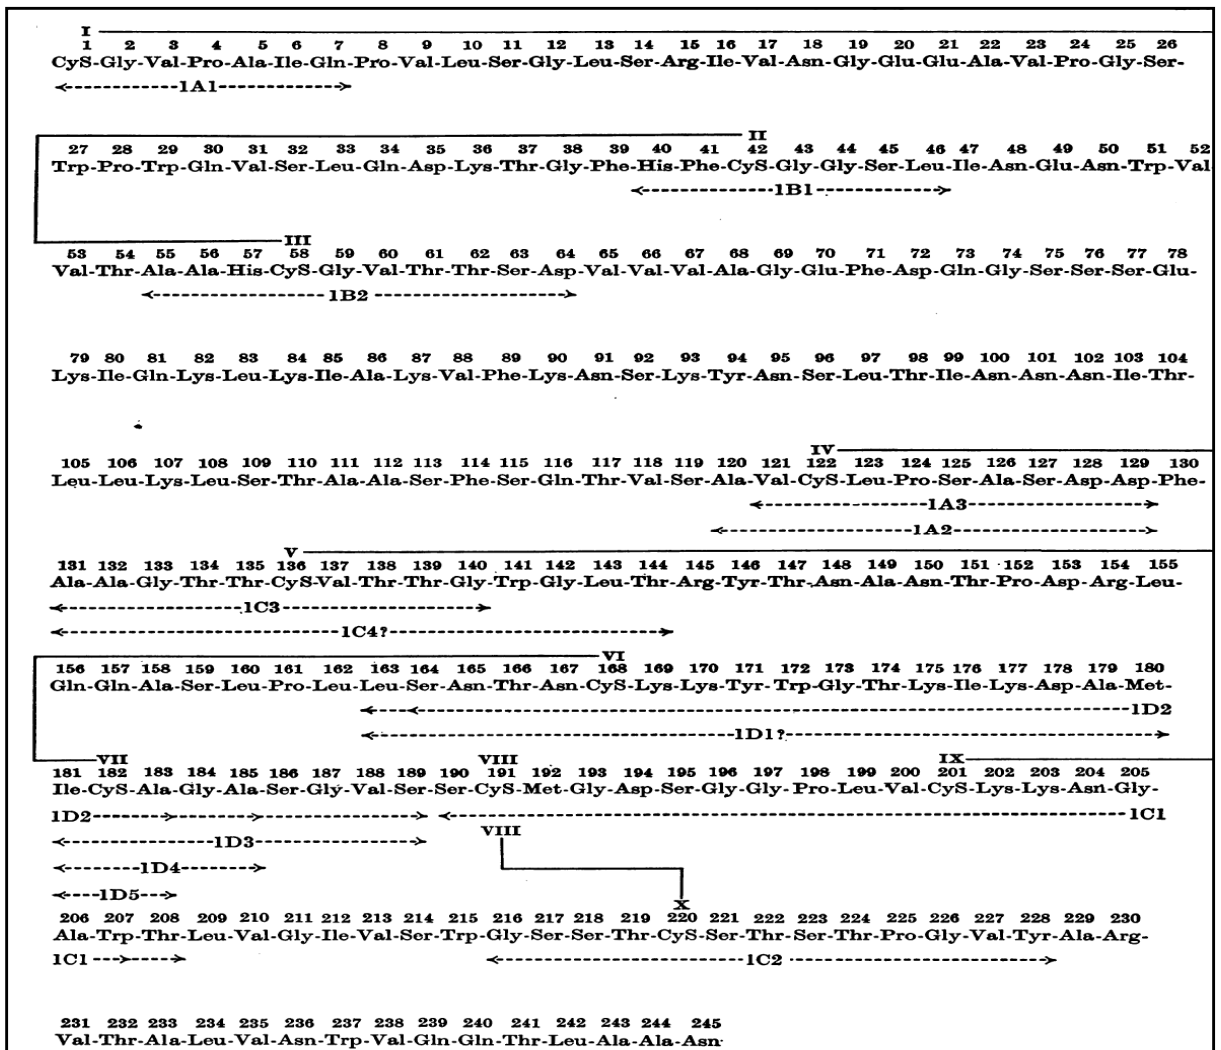 I
1 2 3 4 5 6 7 8 9 10 11 12 13 14 15 16 17 18 19 20 21 22 23 24 25 26
CyS-Gly-Val-Pro-Ala-Ile-Gln-Pro-Val-Leu-Ser-Gly-Leu-Ser-Arg-Ile-Val-Asn-Gly-Glu-Glu-Ala-Val-Pro-Gly-Ser-
1A1
II
27 28 29 30 31 32 33 34 35 36 37 38 39 40 41 42 43 44 45 46 47 48 49 50 51 52
Trp-Pro-Trp-Gln-Val-Ser-Leu-Gln-Asp-Lys-Thr-Gly-Phe-His-Phe-CyS-Gly-Gly-Ser-Leu-Ile-Asn-Glu-Asn-Trp-Val
1B1
III
53 54 55 56 57 58 59 60 61 62 63 64 65 66 67 68 69 70 71 72 73 74 75 76 77 78
Val-Thr-Ala-Ala-His-CyS-Gly-Val-Thr-Thr-Ser-Asp-Val-Val-Val-Ala-Gly-Glu-Phe-Asp-Gln-Gly-Ser-Ser-Ser-Glu-
1B2
79 80 81 82 83 84 85 86 87 88 89 90 91 92 93 94 95 96 97 98 99 100 101 102 103 104
Lys-Ile-Gln-Lys-Leu-Lys-Ile-Ala-Lys-Val-Phe-Lys-Asn-Ser-Lys-Tyr-Asn-Ser-Leu-Thr-Ile-Asn-Asn-Asn-Ile-Thr-
IV
105 106 107 108 109 110 111 112 113 114 115 116 117 118 119 120 121 122 123 124 125 126 127 128 129 130
Leu-Leu-Lys-Leu-Ser-Thr-Ala-Ala-Ser-Phe-Ser-Gln-Thr-Val-Ser-Ala-Val-CyS-Leu-Pro-Ser-Ala-Ser-Asp-Asp-Phe-
1A3
1A2
V
131 132 133 134 135 136 137 138 139 140 141 142 143 144 145 146 147 148 149 150 151 152 153 154 155
Ala-Ala-Gly-Thr-Thr-CyS-Val-Thr-Thr-Gly-Trp-Gly-Leu-Thr-Arg-Tyr-Thr-Asn-Ala-Asn-Thr-Pro-Asp-Arg-Leu-
1C3
1C4?
VI
156 157 158 159 160 161 162 163 164 165 166 167 168 169 170 171 172 173 174 175 176 177 178 179 180
Gln-Gln-Ala-Ser-Leu-Pro-Leu-Leu-Ser-Asn-Thr-Asn-CyS-Lys-Lys-Tyr-Trp-Gly-Thr-Lys-Ile-Lys-Asp-Ala-Met-
1D2
1D1?
VII VIII IX
181 182 183 184 185 186 187 188 189 190 191 192 193 194 195 196 197 198 199 200 201 202 203 204 205
Ile-CyS-Ala-Gly-Ala-Ser-Gly-Val-Ser-Ser-CyS-Met-Gly-Asp-Ser-Gly-Gly-Pro-Leu-Val-CyS-Lys-Lys-Asn-Gly-
1D2 1C1
VIII
1D3
1D4
1D5
X
206 207 208 209 210 211 212 213 214 215 216 217 218 219 220 221 222 223 224 225 226 227 228 229 230
Ala-Trp-Thr-Leu-Val-Gly-Ile-Val-Ser-Trp-Gly-Ser-Ser-Thr-CyS-Ser-Thr-Ser-Thr-Pro-Gly-Val-Tyr-Ala-Arg-
1C1 1C2
231 232 233 234 235 236 237 238 239 240 241 242 243 244 245
Val-Thr-Ala-Leu-Val-Asn-Trp-Val-Gln-Gln-Thr-Leu-Ala-Ala-Asn